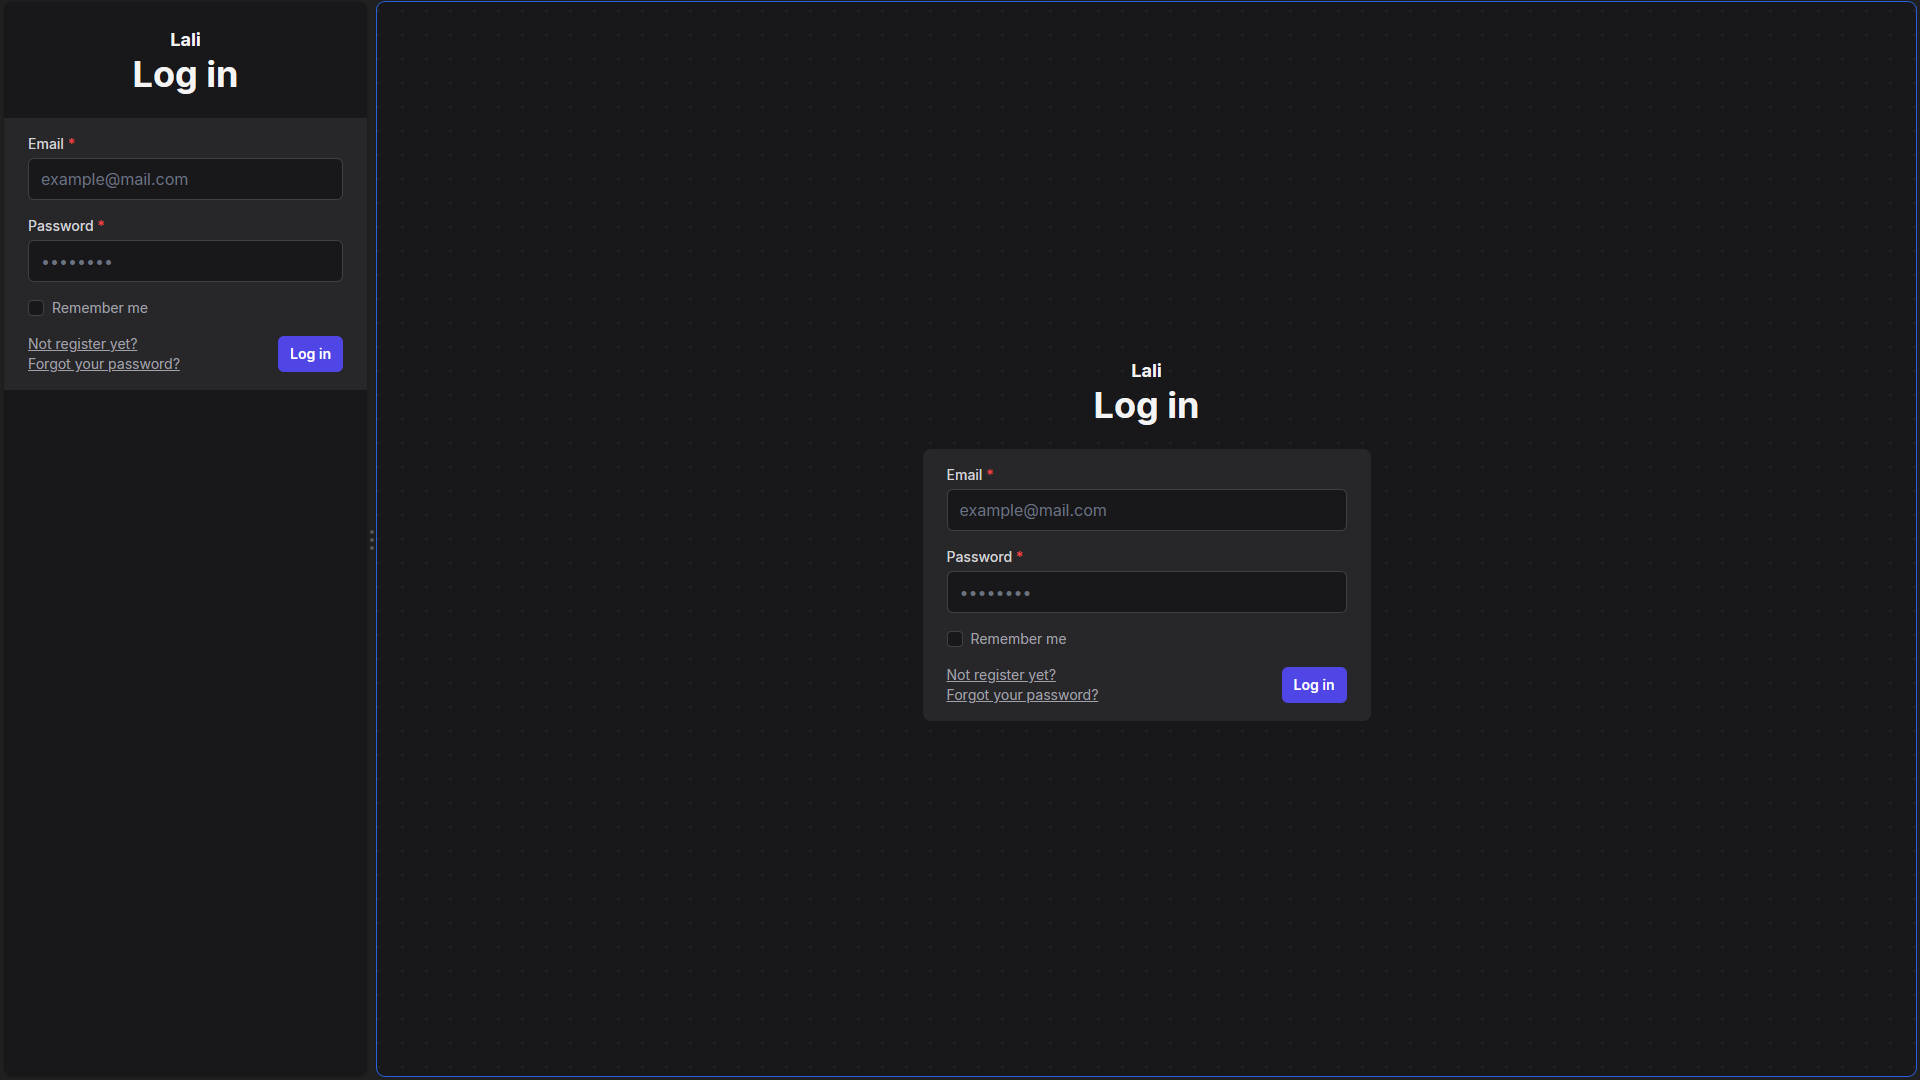 Lali
Log in
Email *
example@mail.com
Password *
••••••••
Remember me
Not register yet?
Forgot your password?
Log in
Lali
Log in
Email *
example@mail.com
Password *
••••••••
Remember me
Not register yet?
Forgot your password?
Log in